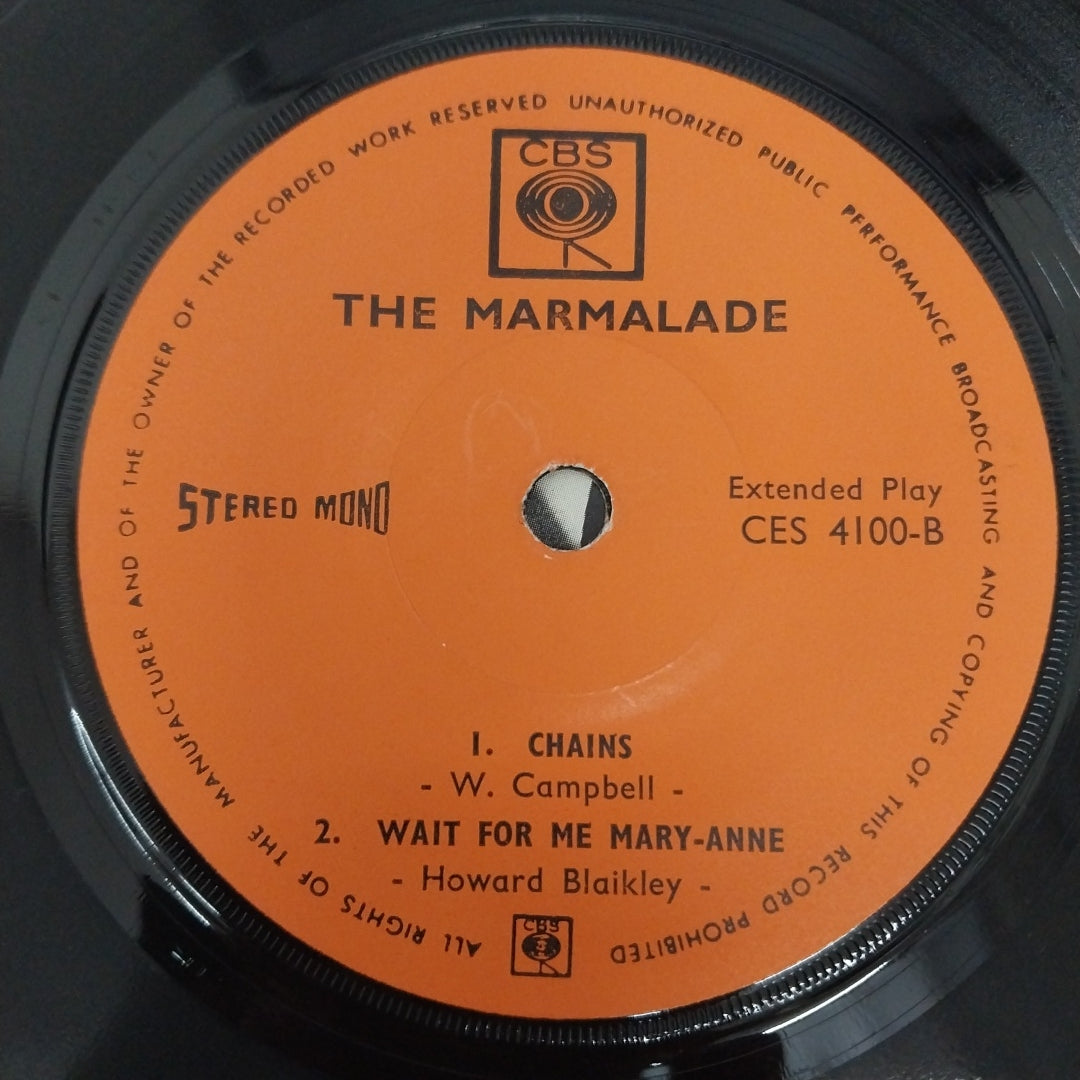 CBS
THE MARMALADE
STEREO MONO
Extended Play
CES 4100-B
1. CHAINS
- W. Campbell -
2. WAIT FOR ME MARY-ANNE
- Howard Blaikley -
CBS
ALL RIGHTS OF THE MANUFACTURER AND OF THE OWNER OF THE RECORDED WORK RESERVED UNAUTHORIZED PUBLIC PERFORMANCE BROADCASTING AND COPYING OF THIS RECORD PROHIBITED